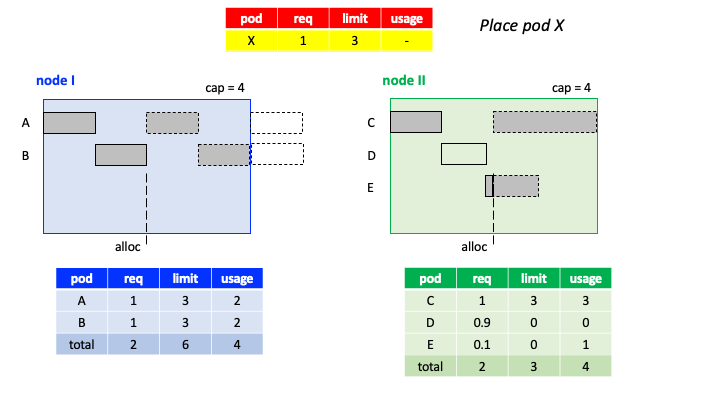 pod req limit usage
X 1 3 -
Place pod X
node I
cap = 4
A
B
alloc
pod req limit usage
A 1 3 2
B 1 3 2
total 2 6 4
node II
cap = 4
C
D
E
alloc
pod req limit usage
C 1 3 3
D 0.9 0 0
E 0.1 0 1
total 2 3 4